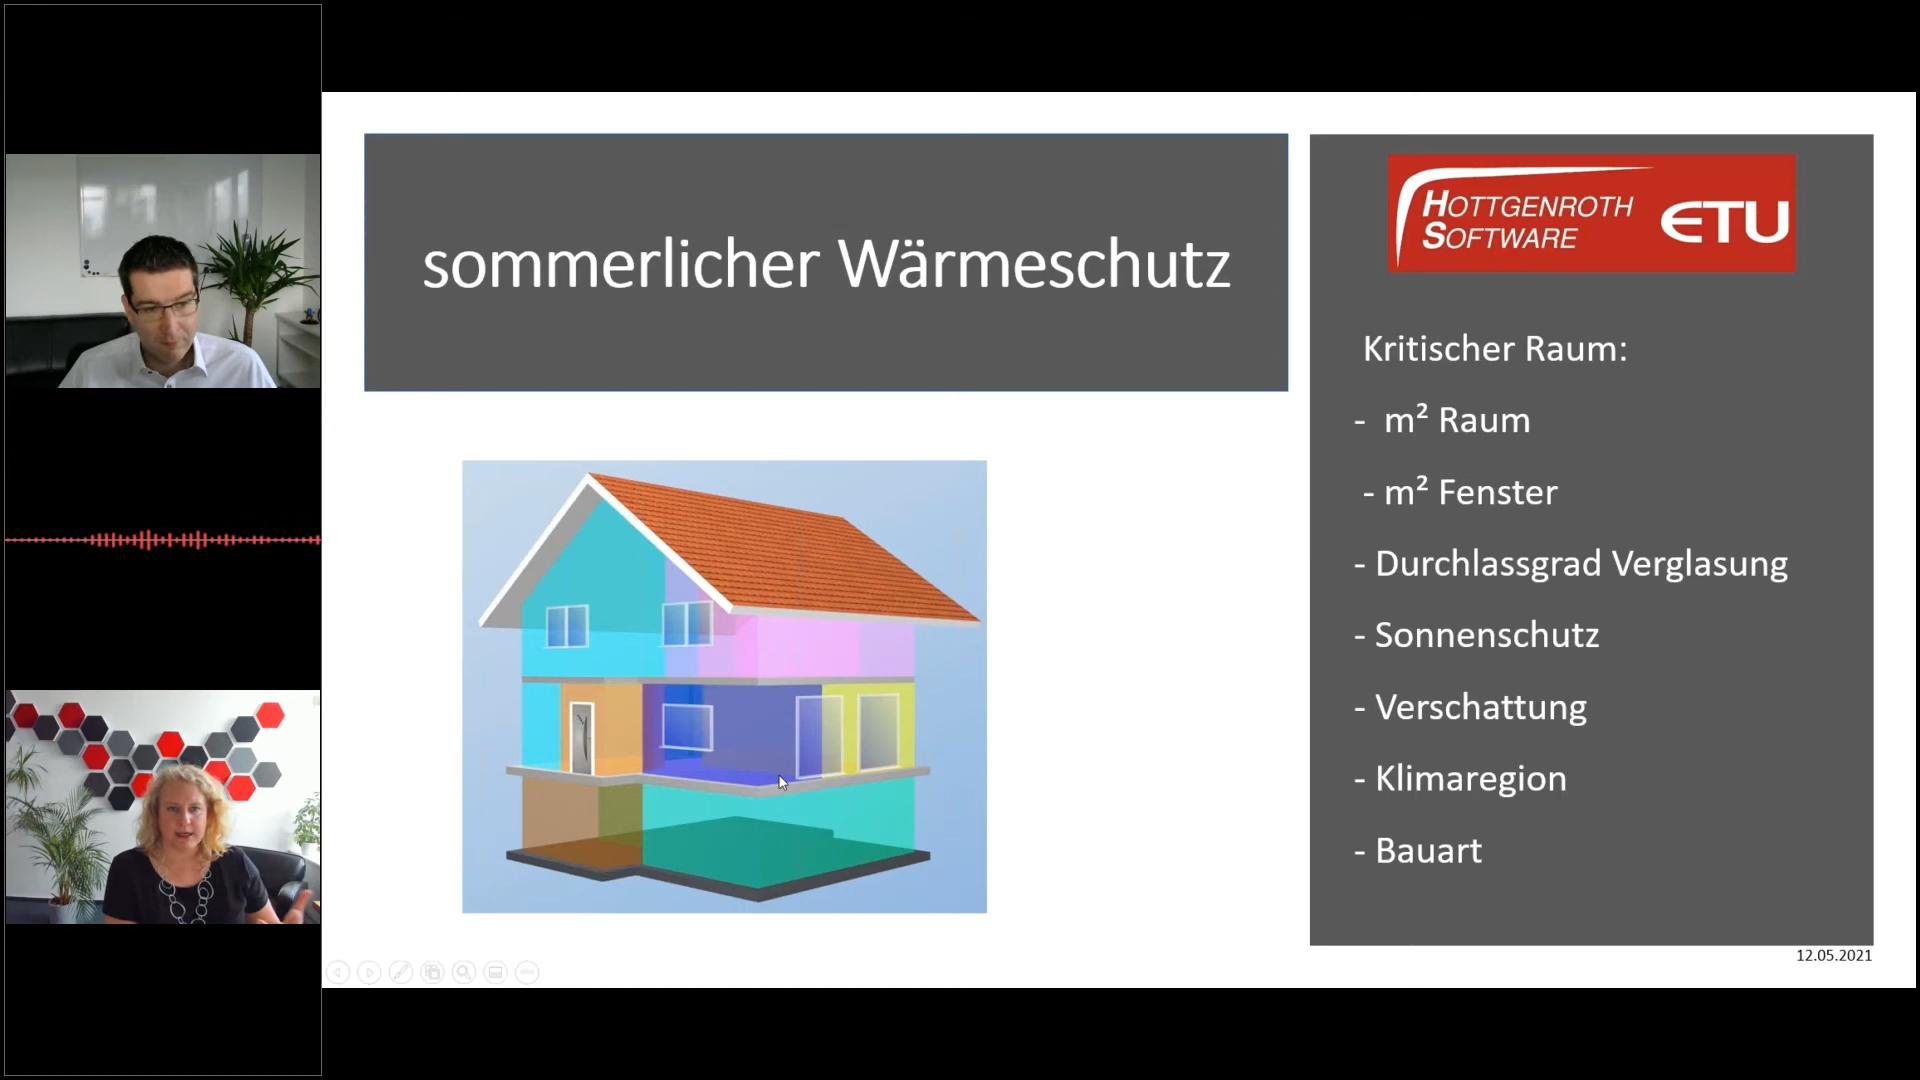 sommerlicher Wärmeschutz
HOTTGENROTH
SOFTWARE
ETU
Kritischer Raum:
- m² Raum
- m² Fenster
- Durchlassgrad Verglasung
- Sonnenschutz
- Verschattung
- Klimaregion
- Bauart
12.05.2021